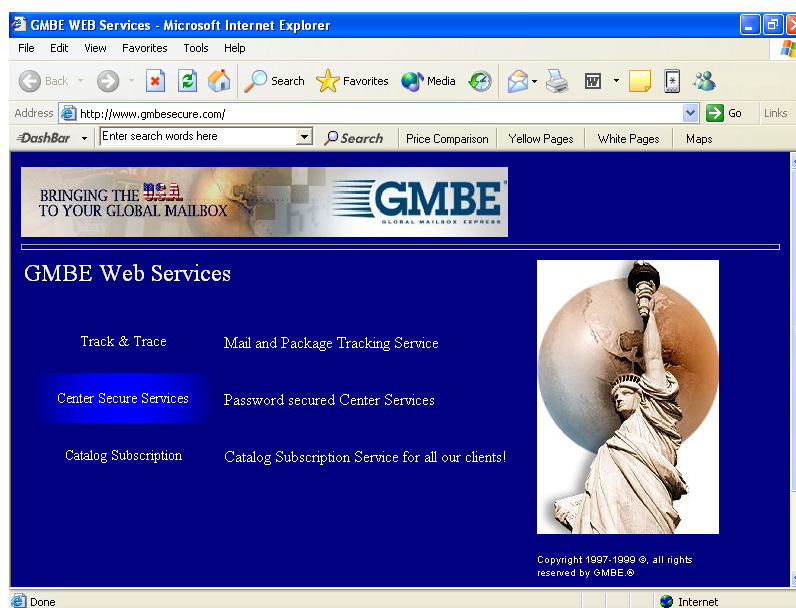 GMBE WEB Services - Microsoft Internet Explorer
File Edit View Favorites Tools Help
Back Search Favorites Media
Address http://www.gmbesecure.com/ Go Links
DashBar Enter search words here Search Price Comparison Yellow Pages White Pages Maps
BRINGING THE USA
TO YOUR GLOBAL MAILBOX
GMBE
GLOBAL MAILBOX EXPRESS
GMBE Web Services
Track & Trace Mail and Package Tracking Service
Center Secure Services Password secured Center Services
Catalog Subscription Catalog Subscription Service for all our clients!
Copyright 1997-1999 ©, all rights
reserved by GMBE.®
Done Internet